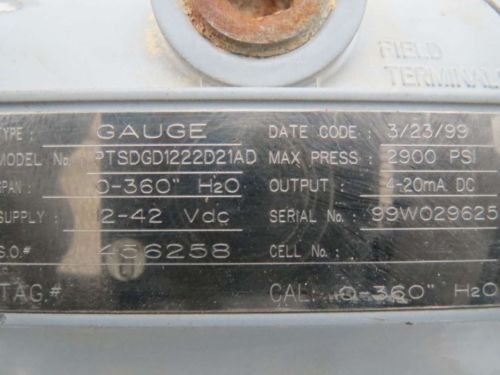 FIELD
TERMINAL
TYPE: GAUGE DATE CODE: 3/23/99
MODEL No. PTSDGD1222D21AD MAX PRESS: 2900 PSI
SPAN: 0-360" H2O OUTPUT: 4-20mA DC
SUPPLY: 12-42 Vdc SERIAL No.: 99W029625
S.O.# 456258 CELL No.:
TAG.# CAL: 0-360" H2O